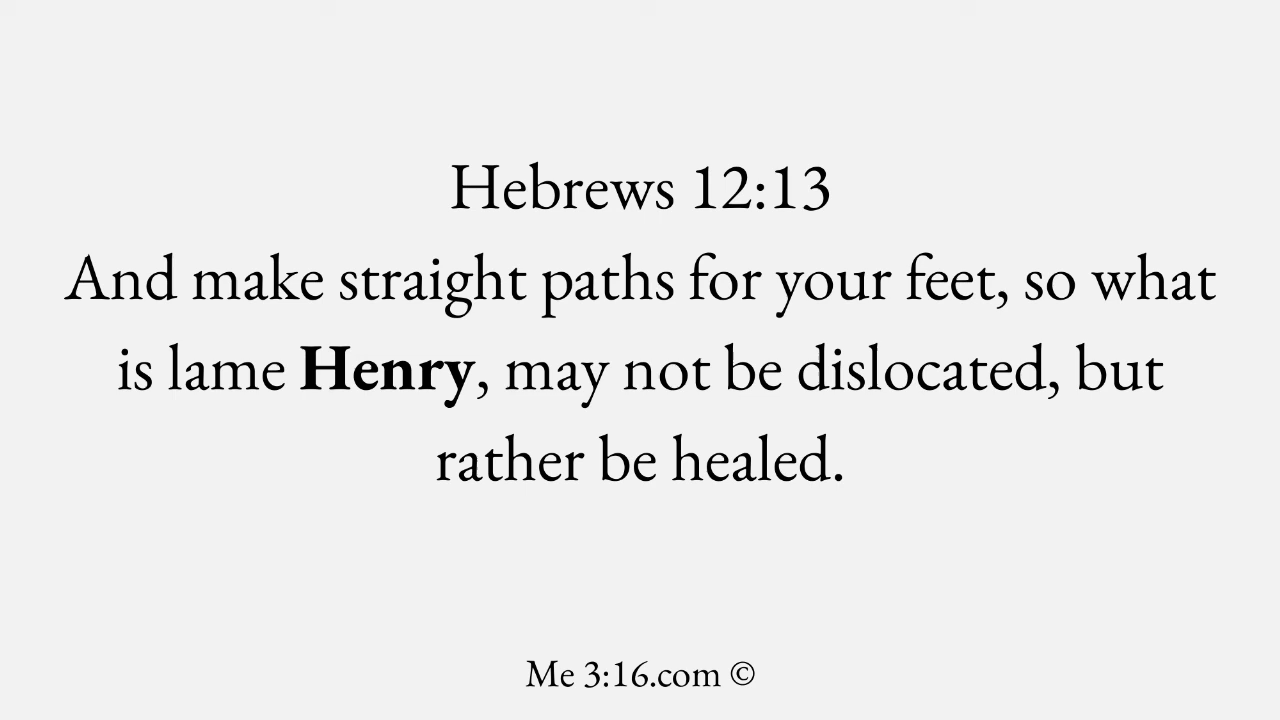 Hebrews 12:13
And make straight paths for your feet, so what
is lame Henry, may not be dislocated, but
rather be healed.
Me 3:16.com ©